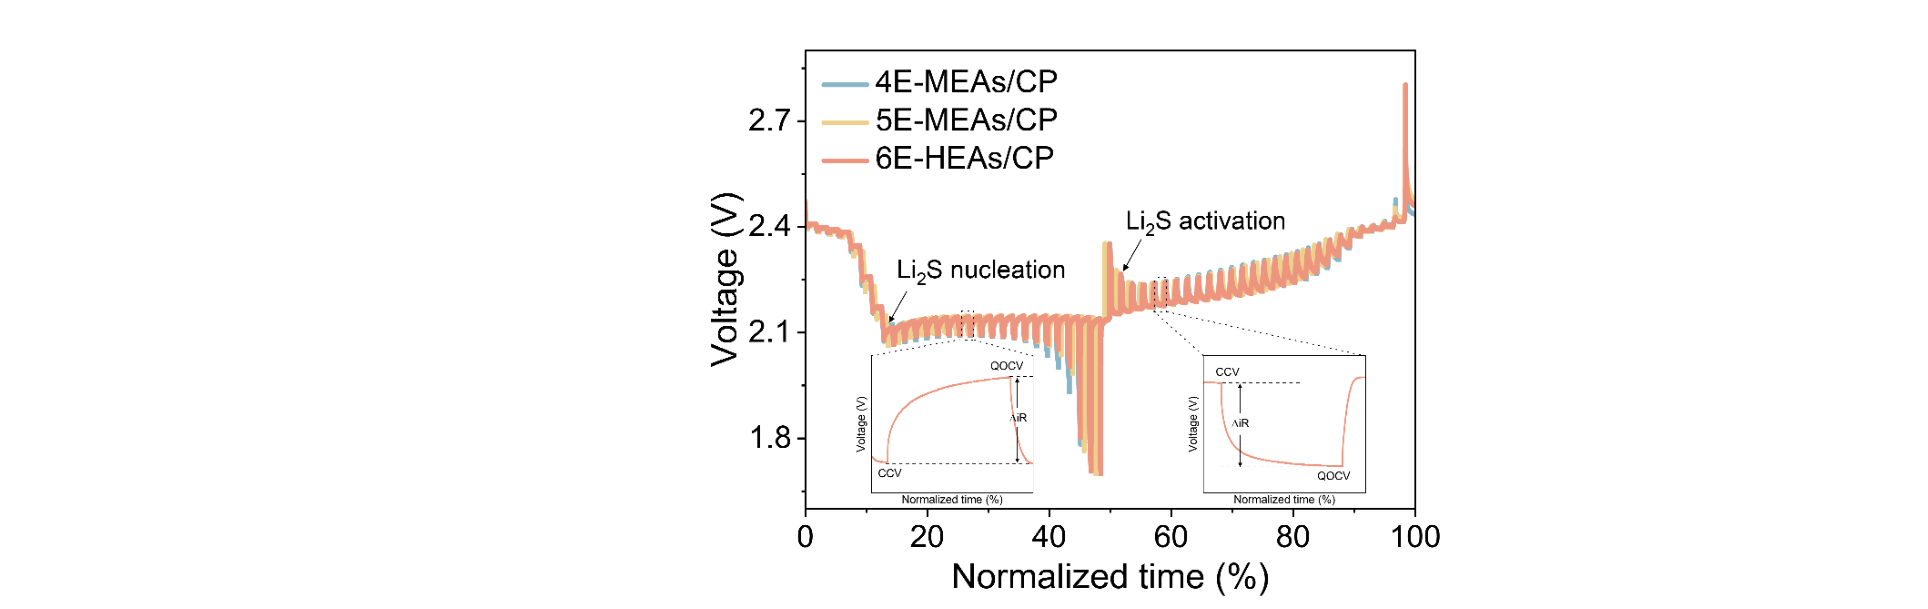 4E-MEAs/CP
5E-MEAs/CP
6E-HEAs/CP
2.7
2.4
2.1
1.8
Voltage (V)
Li₂S nucleation
Li₂S activation
QOCV
ΔiR
CCV
Voltage (V)
Normalized time (%)
CCV
ΔiR
QOCV
Voltage (V)
Normalized time (%)
0 20 40 60 80 100
Normalized time (%)